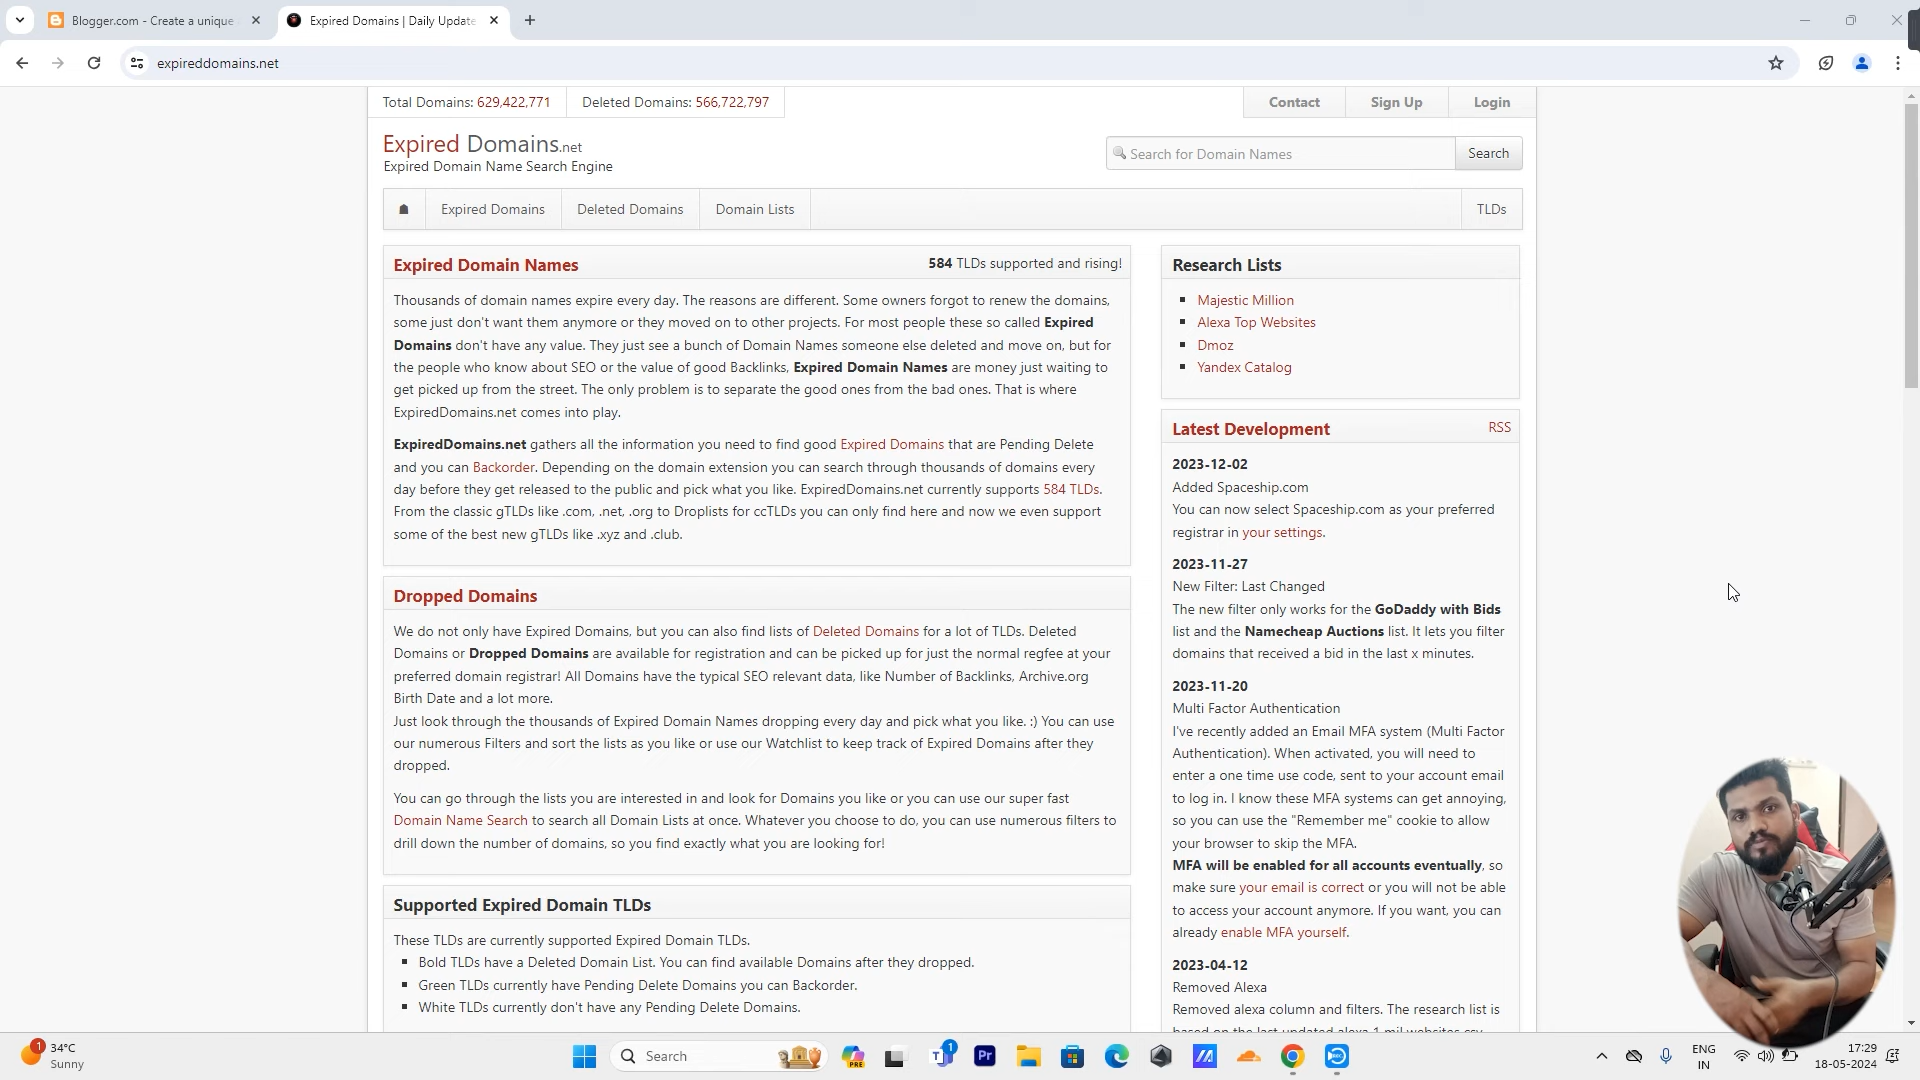 Blogger.com - Create a unique
Expired Domains | Daily Update
expireddomains.net
Total Domains: 629,422,771
Deleted Domains: 566,722,797
Contact
Sign Up
Login
Expired Domains.net
Expired Domain Name Search Engine
Search for Domain Names
Search
Expired Domains
Deleted Domains
Domain Lists
TLDs
Expired Domain Names
584 TLDs supported and rising!
Thousands of domain names expire every day. The reasons are different. Some owners forgot to renew the domains,
some just don't want them anymore or they moved on to other projects. For most people these so called Expired
Domains don't have any value. They just see a bunch of Domain Names someone else deleted and move on, but for
the people who know about SEO or the value of good Backlinks, Expired Domain Names are money just waiting to
get picked up from the street. The only problem is to separate the good ones from the bad ones. That is where
ExpiredDomains.net comes into play.
ExpiredDomains.net gathers all the information you need to find good Expired Domains that are Pending Delete
and you can Backorder. Depending on the domain extension you can search through thousands of domains every
day before they get released to the public and pick what you like. ExpiredDomains.net currently supports 584 TLDs.
From the classic gTLDs like .com, .net, .org to Droplists for ccTLDs you can only find here and now we even support
some of the best new gTLDs like .xyz and .club.
Dropped Domains
We do not only have Expired Domains, but you can also find lists of Deleted Domains for a lot of TLDs. Deleted
Domains or Dropped Domains are available for registration and can be picked up for just the normal regfee at your
preferred domain registrar! All Domains have the typical SEO relevant data, like Number of Backlinks, Archive.org
Birth Date and a lot more.
Just look through the thousands of Expired Domain Names dropping every day and pick what you like. :) You can use
our numerous Filters and sort the lists as you like or use our Watchlist to keep track of Expired Domains after they
dropped.
You can go through the lists you are interested in and look for Domains you like or you can use our super fast
Domain Name Search to search all Domain Lists at once. Whatever you choose to do, you can use numerous filters to
drill down the number of domains, so you find exactly what you are looking for!
Supported Expired Domain TLDs
These TLDs are currently supported Expired Domain TLDs.
Bold TLDs have a Deleted Domain List. You can find available Domains after they dropped.
Green TLDs currently have Pending Delete Domains you can Backorder.
White TLDs currently don't have any Pending Delete Domains.
Research Lists
Majestic Million
Alexa Top Websites
Dmoz
Yandex Catalog
Latest Development
RSS
2023-12-02
Added Spaceship.com
You can now select Spaceship.com as your preferred
registrar in your settings.
2023-11-27
New Filter: Last Changed
The new filter only works for the GoDaddy with Bids
list and the Namecheap Auctions list. It lets you filter
domains that received a bid in the last x minutes.
2023-11-20
Multi Factor Authentication
I've recently added an Email MFA system (Multi Factor
Authentication). When activated, you will need to
enter a one time use code, sent to your account email
to log in. I know these MFA systems can get annoying,
so you can use the "Remember me" cookie to allow
your browser to skip the MFA.
MFA will be enabled for all accounts eventually, so
make sure your email is correct or you will not be able
to access your account anymore. If you want, you can
already enable MFA yourself.
2023-04-12
Removed Alexa
Removed alexa column and filters. The research list is
based on the last updated alexa 1 mil websites csv
1
34°C
Sunny
Search
PRE
1
Pr
REC
ENG
IN
17:29
18-05-2024